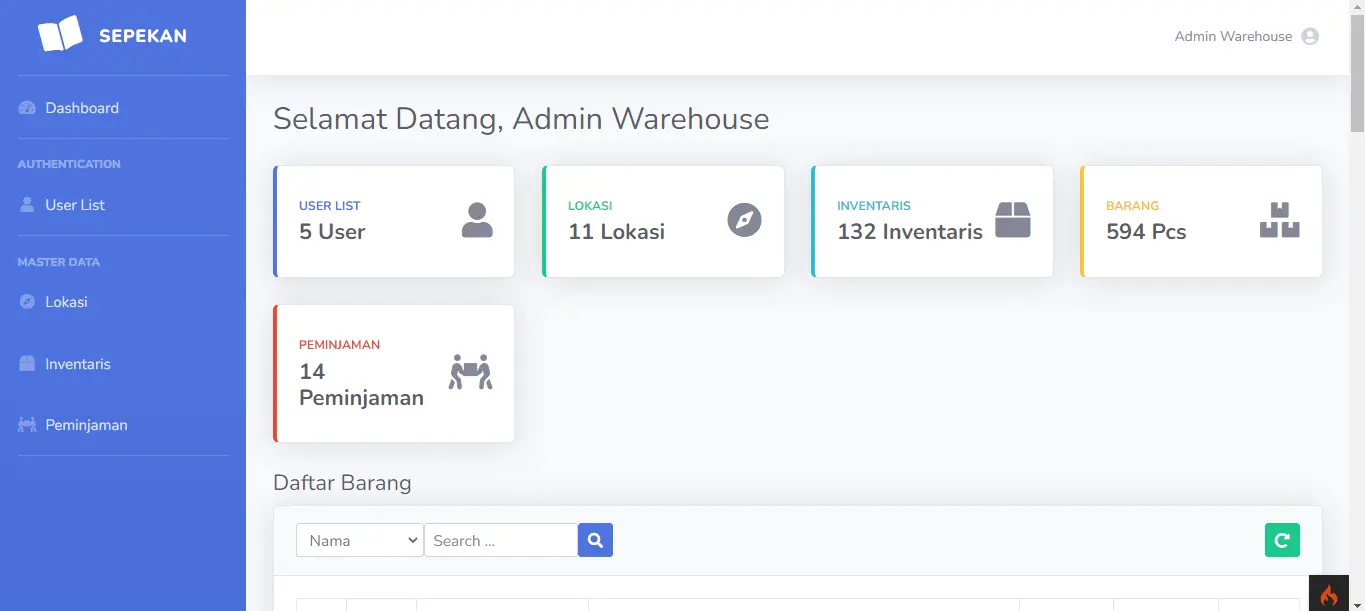 SEPEKAN
Admin Warehouse
Dashboard
AUTHENTICATION
User List
MASTER DATA
Lokasi
Inventaris
Peminjaman
Selamat Datang, Admin Warehouse
USER LIST
5 User
LOKASI
11 Lokasi
INVENTARIS
132 Inventaris
BARANG
594 Pcs
PEMINJAMAN
14
Peminjaman
Daftar Barang
Nama
Search ...